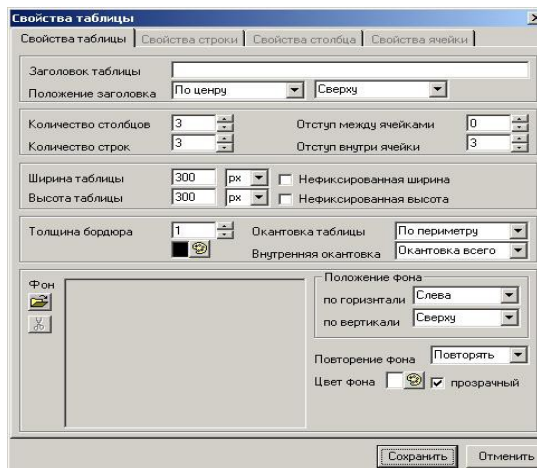 Свойства таблицы
Свойства таблицы Свойства строки Свойства столбца Свойства ячейки
Заголовок таблицы
Положение заголовка По ценру Сверху
Количество столбцов 3 Отступ между ячейками 0
Количество строк 3 Отступ внутри ячейки 3
Ширина таблицы 300 px Нефиксированная ширина
Высота таблицы 300 px Нефиксированная высота
Толщина бордюра 1 Окантовка таблицы По периметру
Внутренняя окантовка Окантовка всего
Фон Положение фона
по горизнтали Слева
по вертикали Сверху
Повторение фона Повторять
Цвет фона прозрачный
Сохранить Отменить